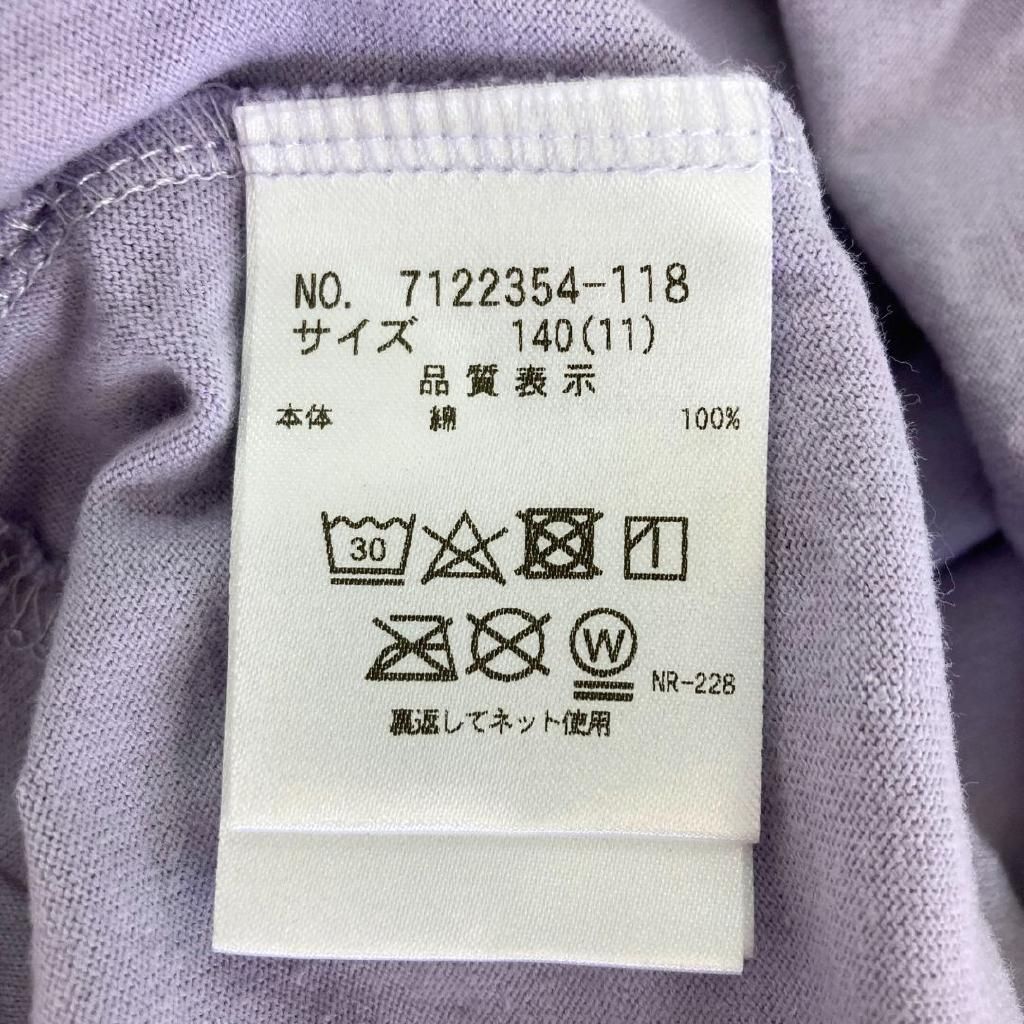 NO. 7122354-118
サイズ 140(11)
品質表示
本体 綿 100%
30
W NR-228
裏返してネット使用